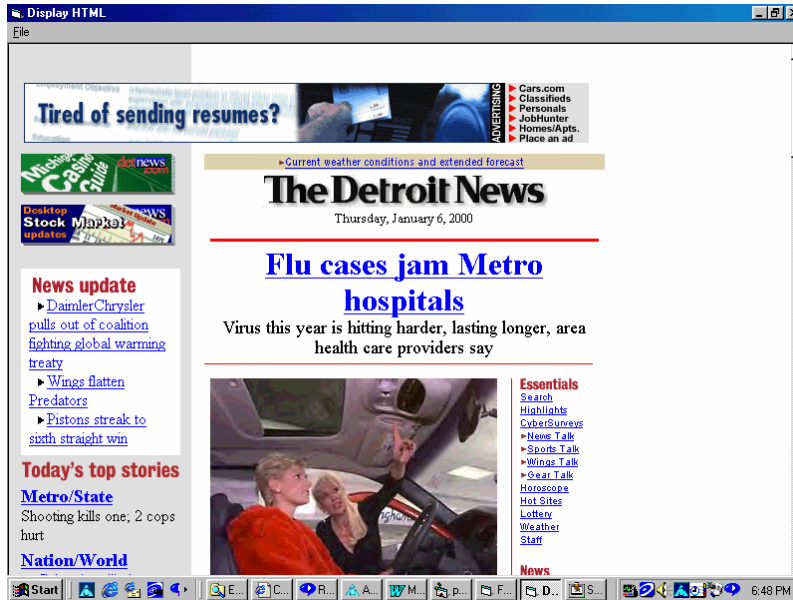 Display HTML
File
Employment Objective
Tired of sending resumes?
Education
ADVERTISING
Cars.com
Classifieds
Personals
JobHunter
Homes/Apts.
Place an ad
Michigan Casino Guide
detnews.com
Desktop
Stock Market
updates
Market Update
Current weather conditions and extended forecast
The Detroit News
Thursday, January 6, 2000
Flu cases jam Metro
hospitals
Virus this year is hitting harder, lasting longer, area
health care providers say
News update
DaimlerChrysler
pulls out of coalition
fighting global warming
treaty
Wings flatten
Predators
Pistons streak to
sixth straight win
Today's top stories
Metro/State
Shooting kills one; 2 cops
hurt
Nation/World
Essentials
Search
Highlights
CyberSurveys
News Talk
Sports Talk
Wings Talk
Gear Talk
Horoscope
Hot Sites
Lottery
Weather
Staff
News
Start
E...
C...
R...
A...
M...
p...
F...
D...
S...
6:48 PM